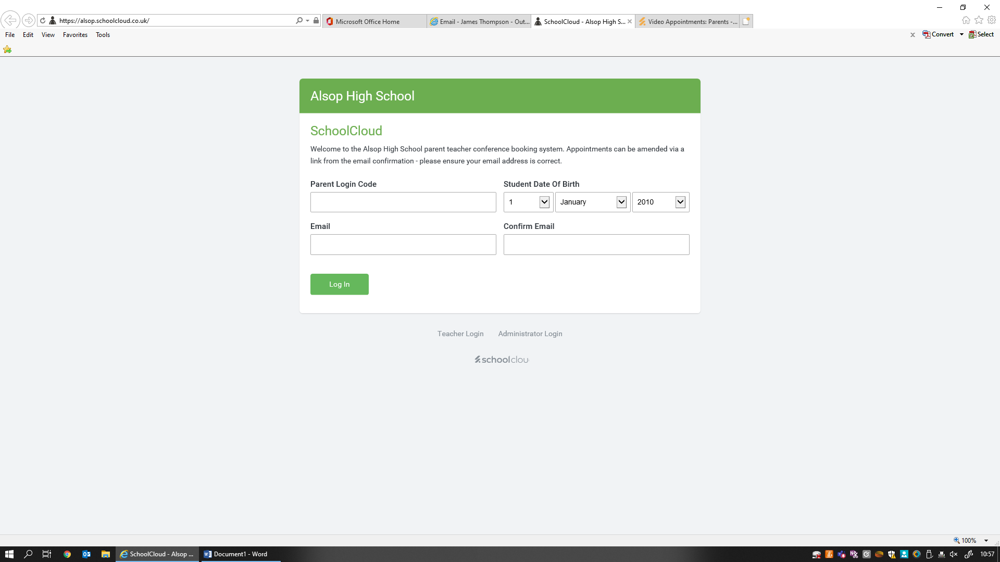 https://alsop.schoolcloud.co.uk/
Microsoft Office Home
Email - James Thompson - Out...
SchoolCloud - Alsop High S...
Video Appointments: Parents -...
File Edit View Favorites Tools
Convert
Select
Alsop High School
SchoolCloud
Welcome to the Alsop High School parent teacher conference booking system. Appointments can be amended via a
link from the email confirmation - please ensure your email address is correct.
Parent Login Code
Student Date Of Birth
1 January 2010
Email
Confirm Email
Log In
Teacher Login Administrator Login
schoolclou
100%
SchoolCloud - Alsop ...
Document1 - Word
10:57